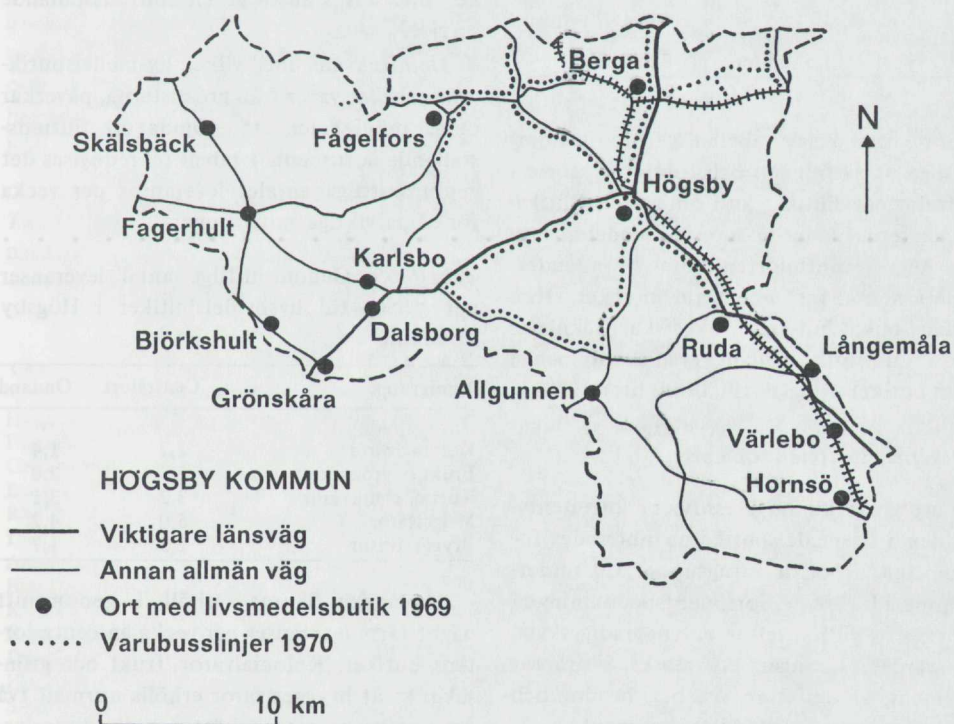 Berga
N
Skälsbäck
Fågelfors
Högsby
Fagerhult
Karlsbo
Björkshult
Dalsborg
Ruda
Långemåla
Grönskåra
Allgunnen
Värlebo
Hornsö
HÖGSBY KOMMUN
Viktigare länsväg
Annan allmän väg
Ort med livsmedelsbutik 1969
Varubusslinjer 1970
0 10 km